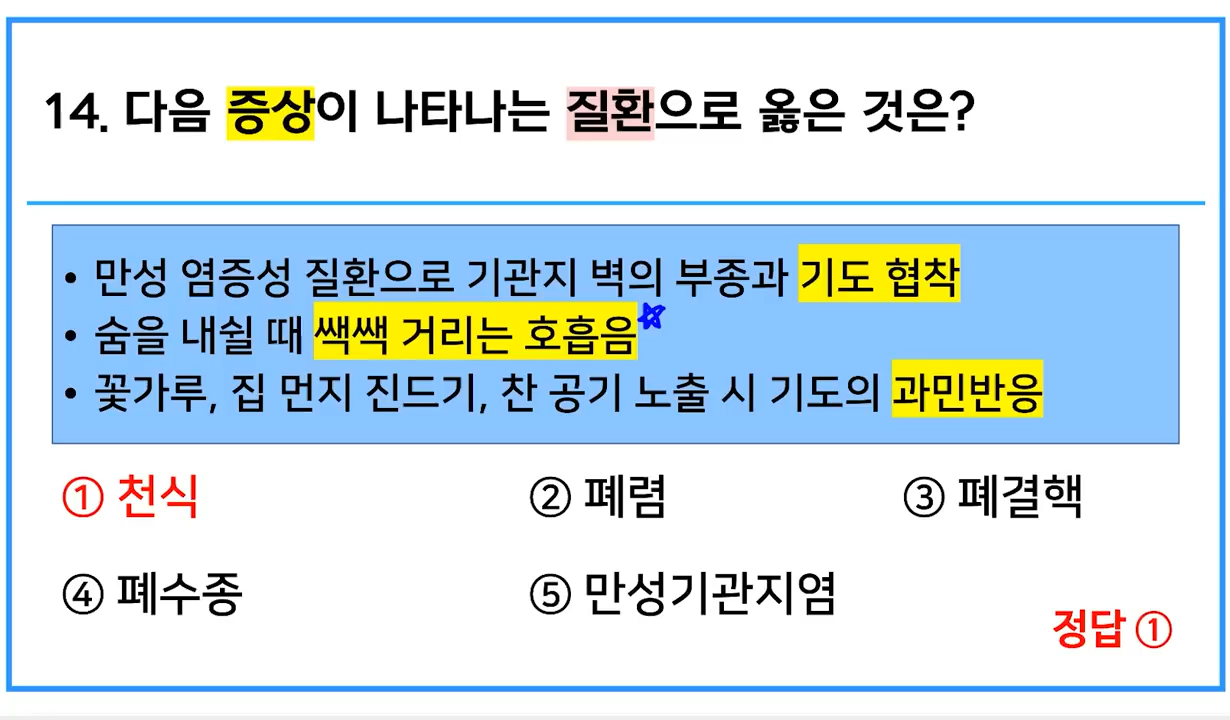 14. 다음 증상이 나타나는 질환으로 옳은 것은?
• 만성 염증성 질환으로 기관지 벽의 부종과 기도 협착
• 숨을 내쉴 때 쌕쌕 거리는 호흡음
• 꽃가루, 집 먼지 진드기, 찬 공기 노출 시 기도의 과민반응
① 천식 ② 폐렴 ③ 폐결핵
④ 폐수종 ⑤ 만성기관지염
정답 ①